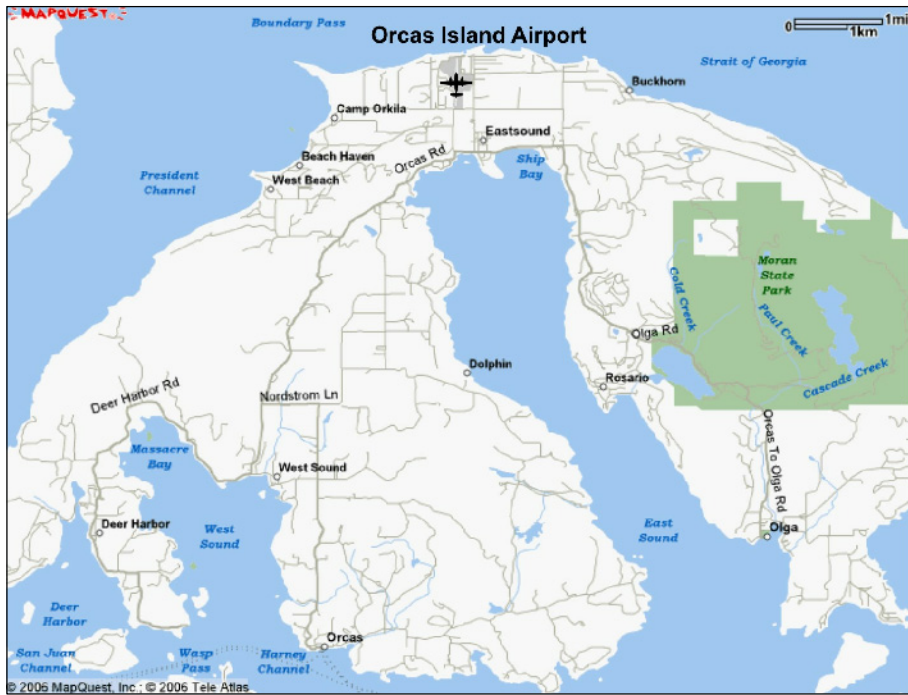 MAPQUEST
Boundary Pass
Orcas Island Airport
0
1mi
1km
Strait of Georgia
Buckhorn
Camp Orkila
Eastsound
Orcas Rd
Beach Haven
Ship
Bay
President
Channel
West Beach
Moran
State
Park
Cold Creek
Paul Creek
Olga Rd
Dolphin
Rosario
Cascade Creek
Deer Harbor Rd
Nordstrom Ln
Orcas To Olga Rd
Massacre
Bay
West Sound
Deer Harbor
West
Sound
East
Sound
Olga
Deer
Harbor
Orcas
San Juan
Channel
Wasp
Pass
Harney
Channel
© 2006 MapQuest, Inc.; © 2006 Tele Atlas